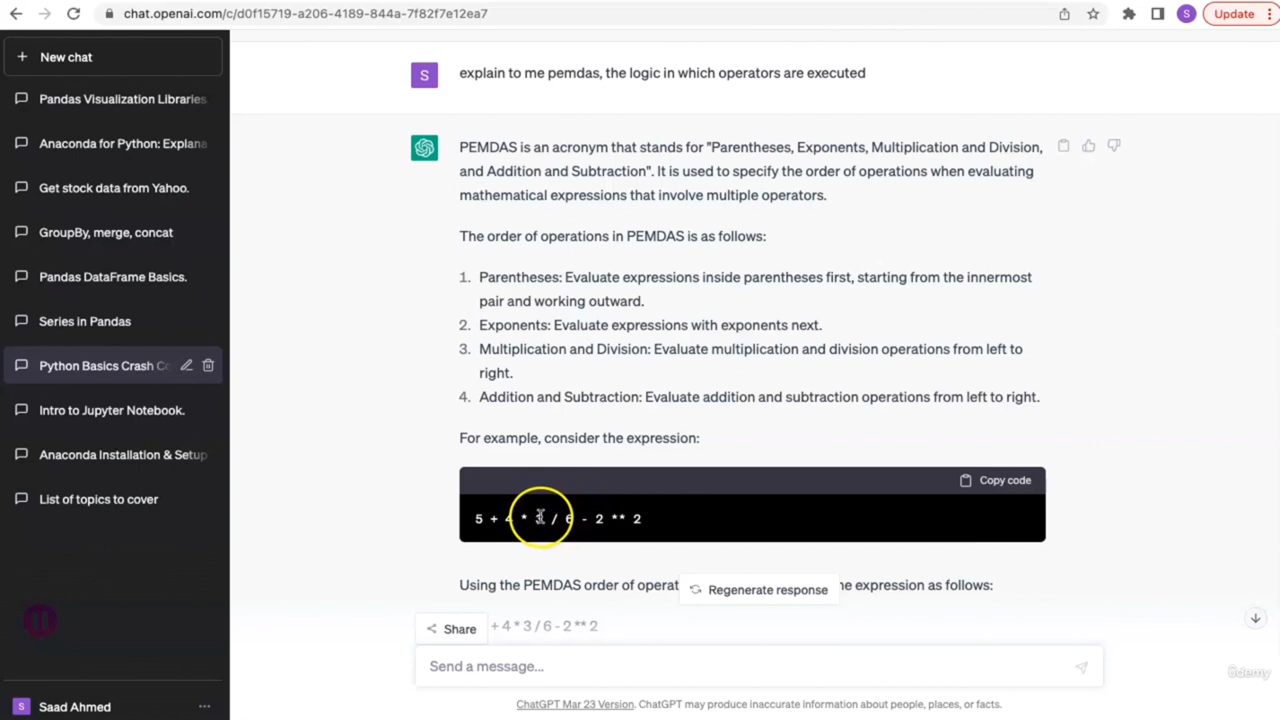 chat.openai.com/c/d0f15719-a206-4189-844a-7f82f7e12ea7
S
Update
New chat
Pandas Visualization Libraries
Anaconda for Python: Explana
Get stock data from Yahoo.
GroupBy, merge, concat
Pandas DataFrame Basics.
Series in Pandas
Python Basics Crash Co
Intro to Jupyter Notebook.
Anaconda Installation & Setup
List of topics to cover
S
Saad Ahmed
S
explain to me pemdas, the logic in which operators are executed
PEMDAS is an acronym that stands for "Parentheses, Exponents, Multiplication and Division,
and Addition and Subtraction". It is used to specify the order of operations when evaluating
mathematical expressions that involve multiple operators.
The order of operations in PEMDAS is as follows:
1. Parentheses: Evaluate expressions inside parentheses first, starting from the innermost
pair and working outward.
2. Exponents: Evaluate expressions with exponents next.
3. Multiplication and Division: Evaluate multiplication and division operations from left to
right.
4. Addition and Subtraction: Evaluate addition and subtraction operations from left to right.
For example, consider the expression:
Copy code
5 + 4 * 3 / 6 - 2 ** 2
Using the PEMDAS order of operat
he expression as follows:
Regenerate response
Share
+ 4 * 3 / 6 - 2 ** 2
Send a message...
ChatGPT Mar 23 Version. ChatGPT may produce inaccurate information about people, places, or facts.
ûdemy